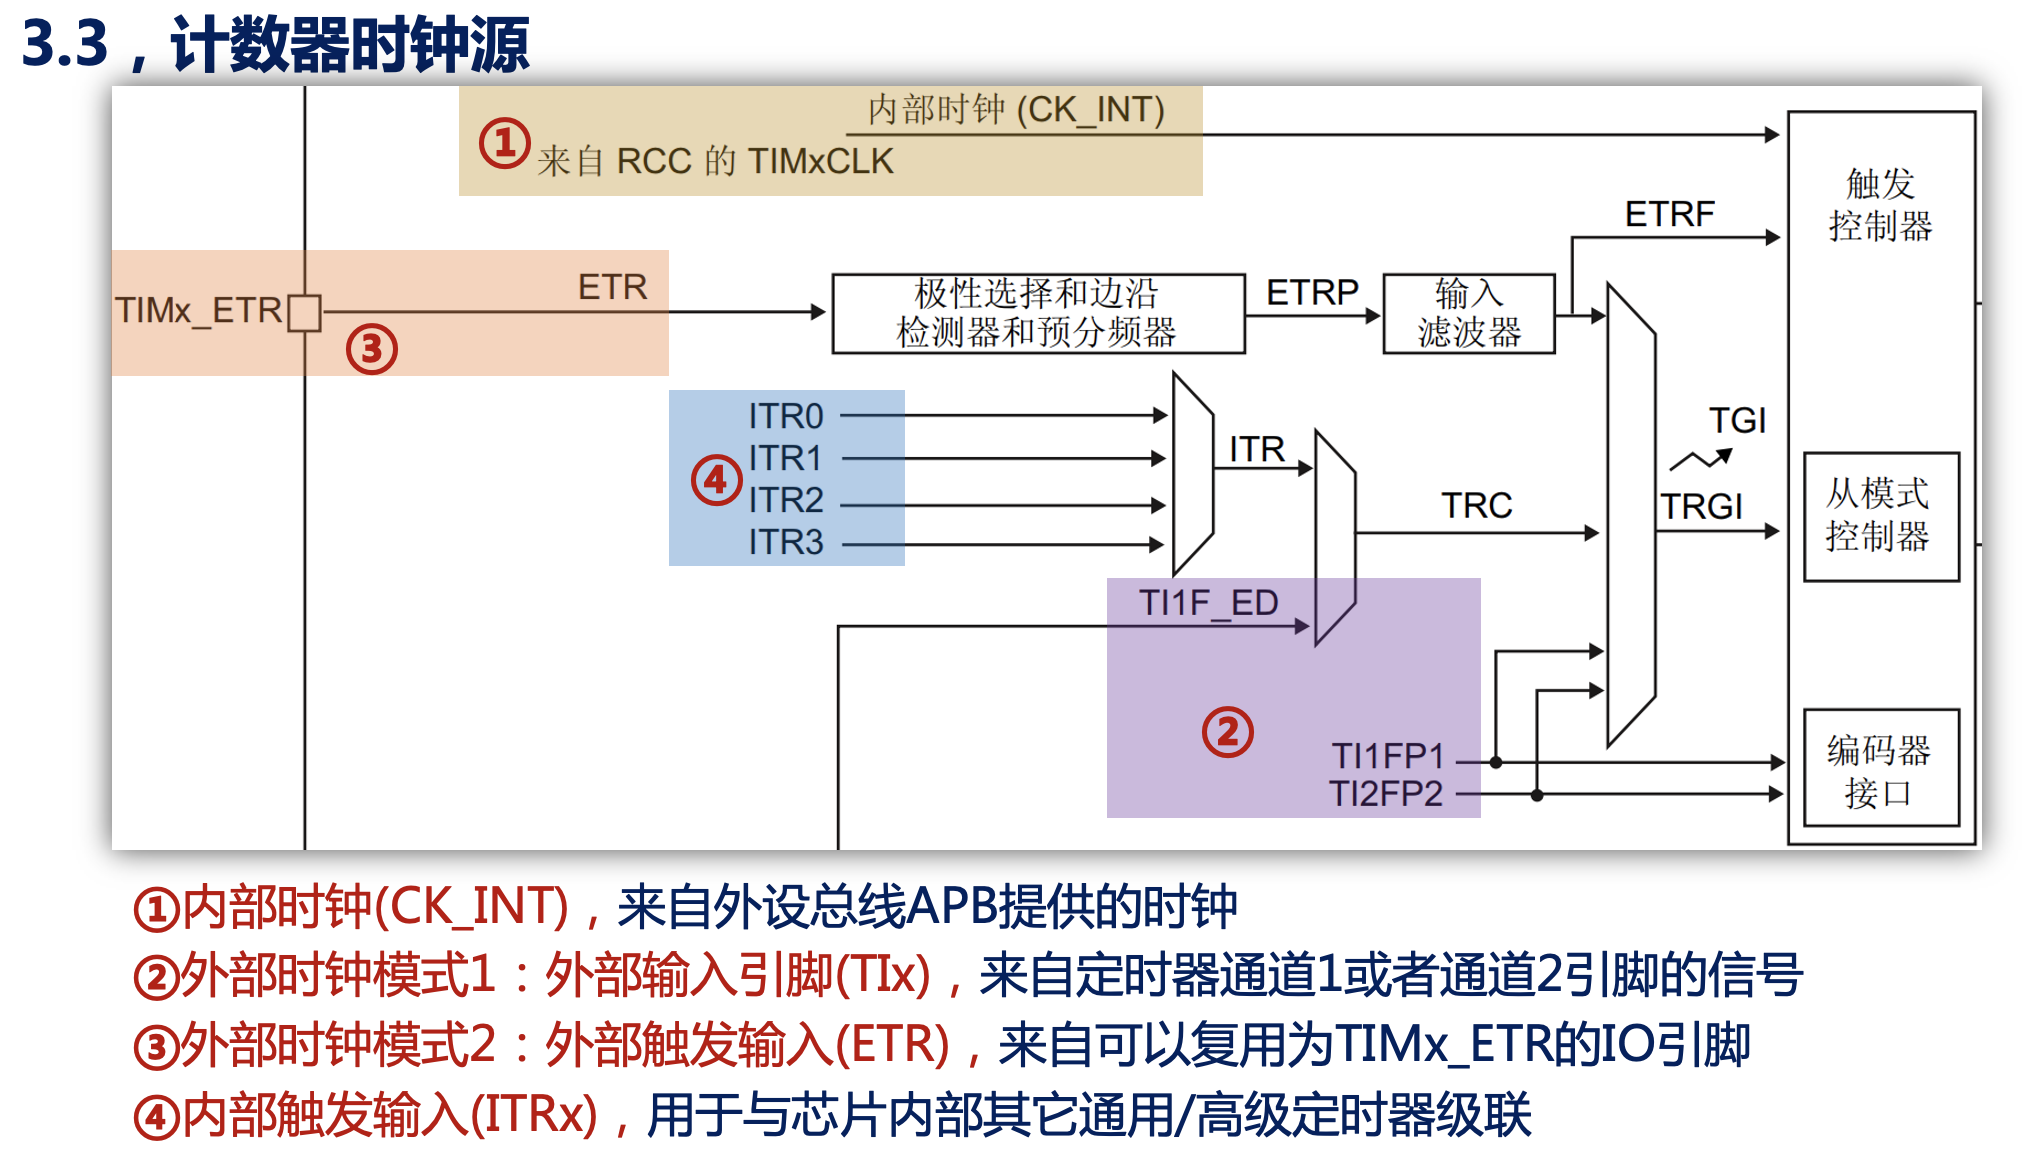 3.3，计数器时钟源
内部时钟 (CK_INT)
① 来自 RCC 的 TIMxCLK
触发
控制器
ETRF
TIMx_ETR
ETR
③
极性选择和边沿
检测器和预分频器
ETRP
输入
滤波器
ITR0
ITR1
④
ITR2
ITR3
ITR
TGI
TRC
TRGI
从模式
控制器
TI1F_ED
②
TI1FP1
TI2FP2
编码器
接口
①内部时钟(CK_INT)，来自外设总线APB提供的时钟
②外部时钟模式1：外部输入引脚(TIx)，来自定时器通道1或者通道2引脚的信号
③外部时钟模式2：外部触发输入(ETR)，来自可以复用为TIMx_ETR的IO引脚
④内部触发输入(ITRx)，用于与芯片内部其它通用/高级定时器级联